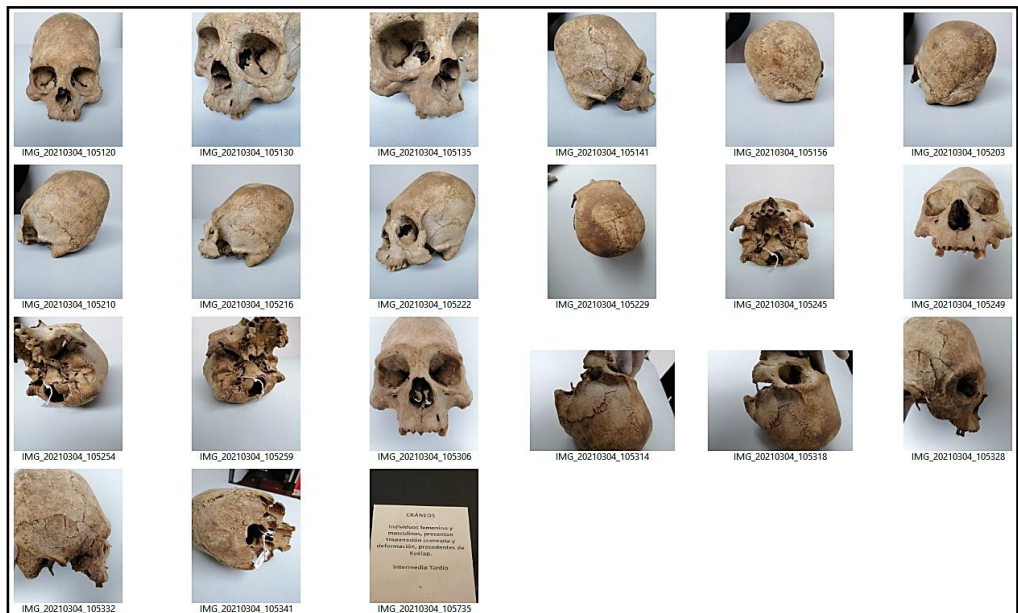 IMG_20210304_105120
IMG_20210304_105130
IMG_20210304_105135
IMG_20210304_105141
IMG_20210304_105156
IMG_20210304_105203
IMG_20210304_105210
IMG_20210304_105216
IMG_20210304_105222
IMG_20210304_105229
IMG_20210304_105245
IMG_20210304_105249
IMG_20210304_105254
IMG_20210304_105259
IMG_20210304_105306
IMG_20210304_105314
IMG_20210304_105318
IMG_20210304_105328
IMG_20210304_105332
IMG_20210304_105341
CRÁNEOS
Individuos femenino y
masculinos, presentan
trepanación craneada y
deformación, procedentes de
Kuélap.
Intermedio Tardío
IMG_20210304_105735